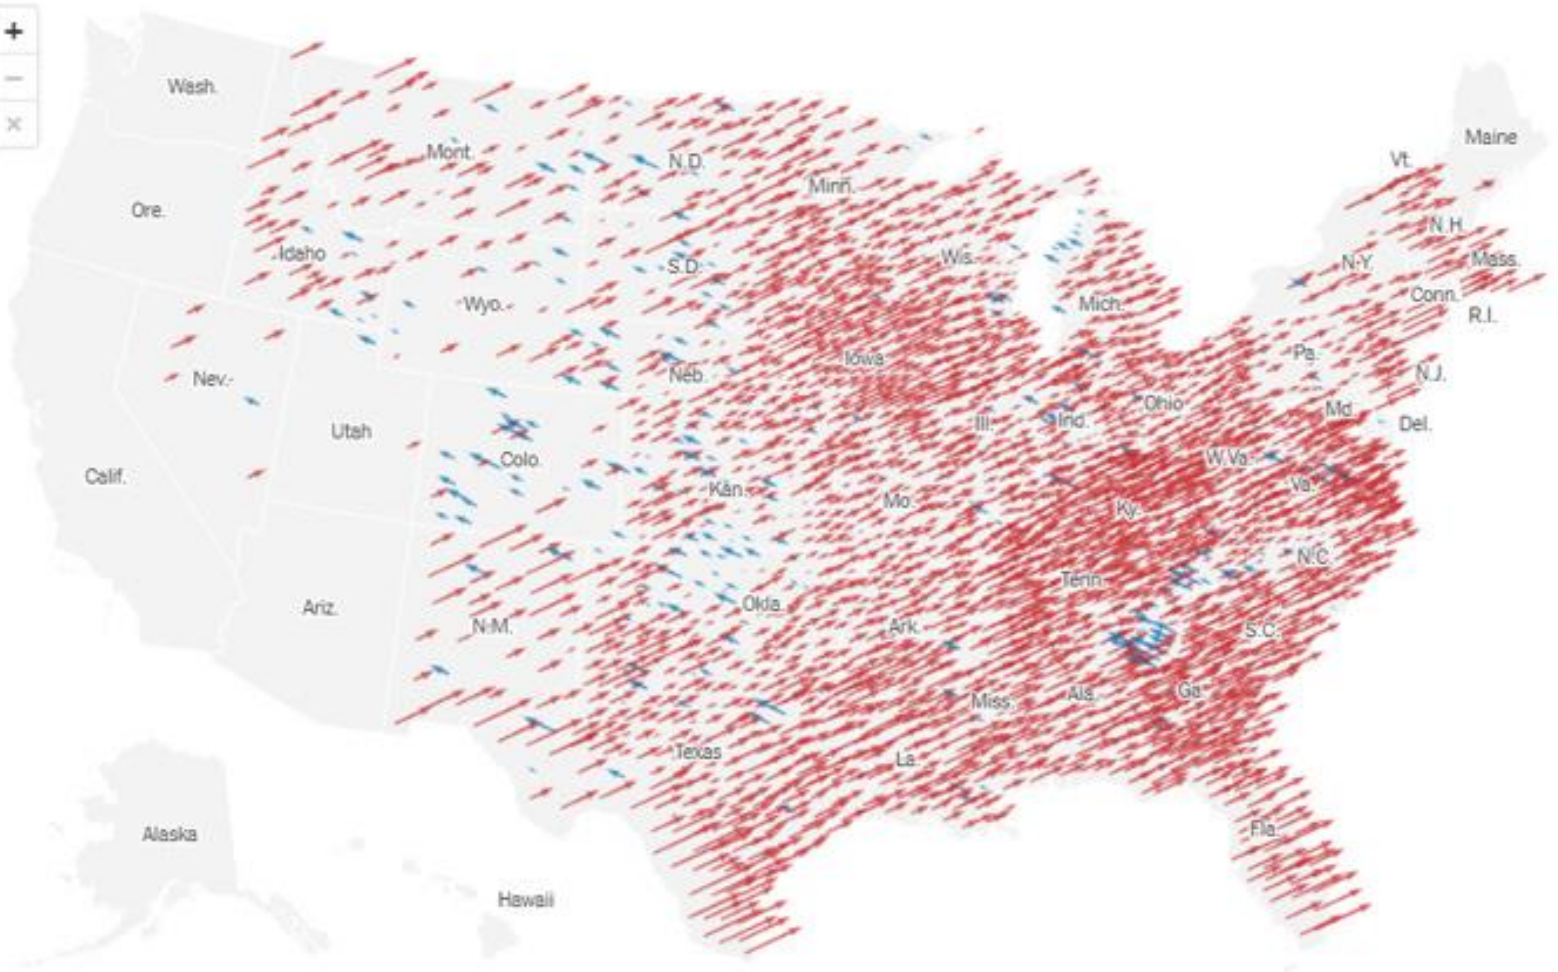 +
−
×
Wash.
Maine
Vt.
Mont.
N.D.
Minn.
Ore.
N.H.
Idaho
Wis.
N.Y.
Mass.
S.D.
Wyo.
Mich.
Conn.
R.I.
Iowa
Pa.
Nev.
Neb.
N.J.
Ohio
Md.
Utah
Ill.
Ind.
Del.
Colo.
W.Va.
Calif.
Kan.
Va.
Mo.
Ky.
N.C.
Tenn.
Ariz.
Okla.
N.M.
Ark.
S.C.
Miss.
Ala.
Ga.
Texas
La.
Alaska
Fla.
Hawaii